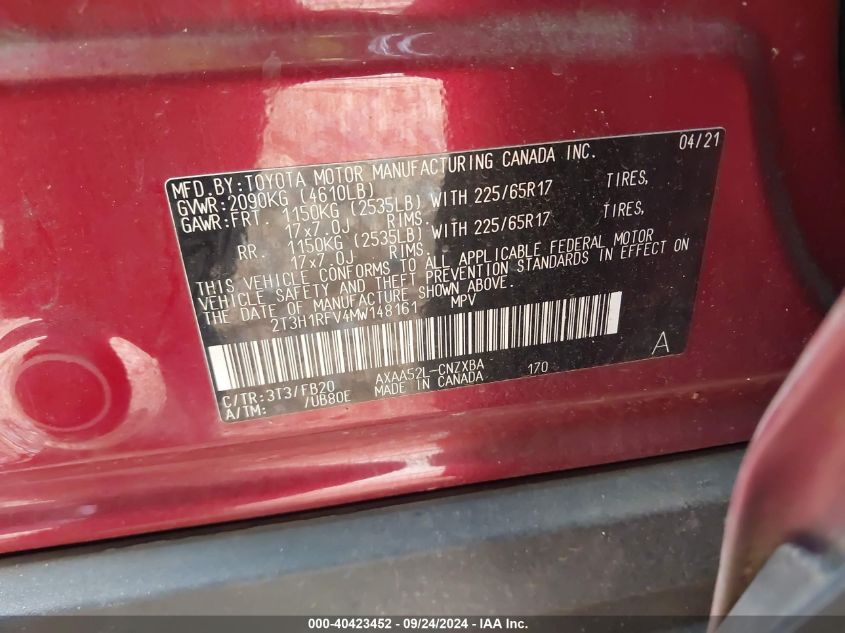 04/21
MFD.BY:TOYOTA MOTOR MANUFACTURING CANADA INC.
GVWR:2090KG (4610LB)
GAWR:FRT 1150KG (2535LB) WITH 225/65R17 TIRES,
17x7.0J RIMS,
RR. 1150KG (2535LB) WITH 225/65R17 TIRES,
17x7.0J RIMS,
THIS VEHICLE CONFORMS TO ALL APPLICABLE FEDERAL MOTOR
VEHICLE SAFETY AND THEFT PREVENTION STANDARDS IN EFFECT ON
THE DATE OF MANUFACTURE SHOWN ABOVE.
2T3H1RFV4MW148161 MPV
A
C/TR:3T3/FB20 AXAA52L-CNZXBA 170
A/TM: /UB80E MADE IN CANADA
000-40423452 - 09/24/2024 - IAAI, Inc.